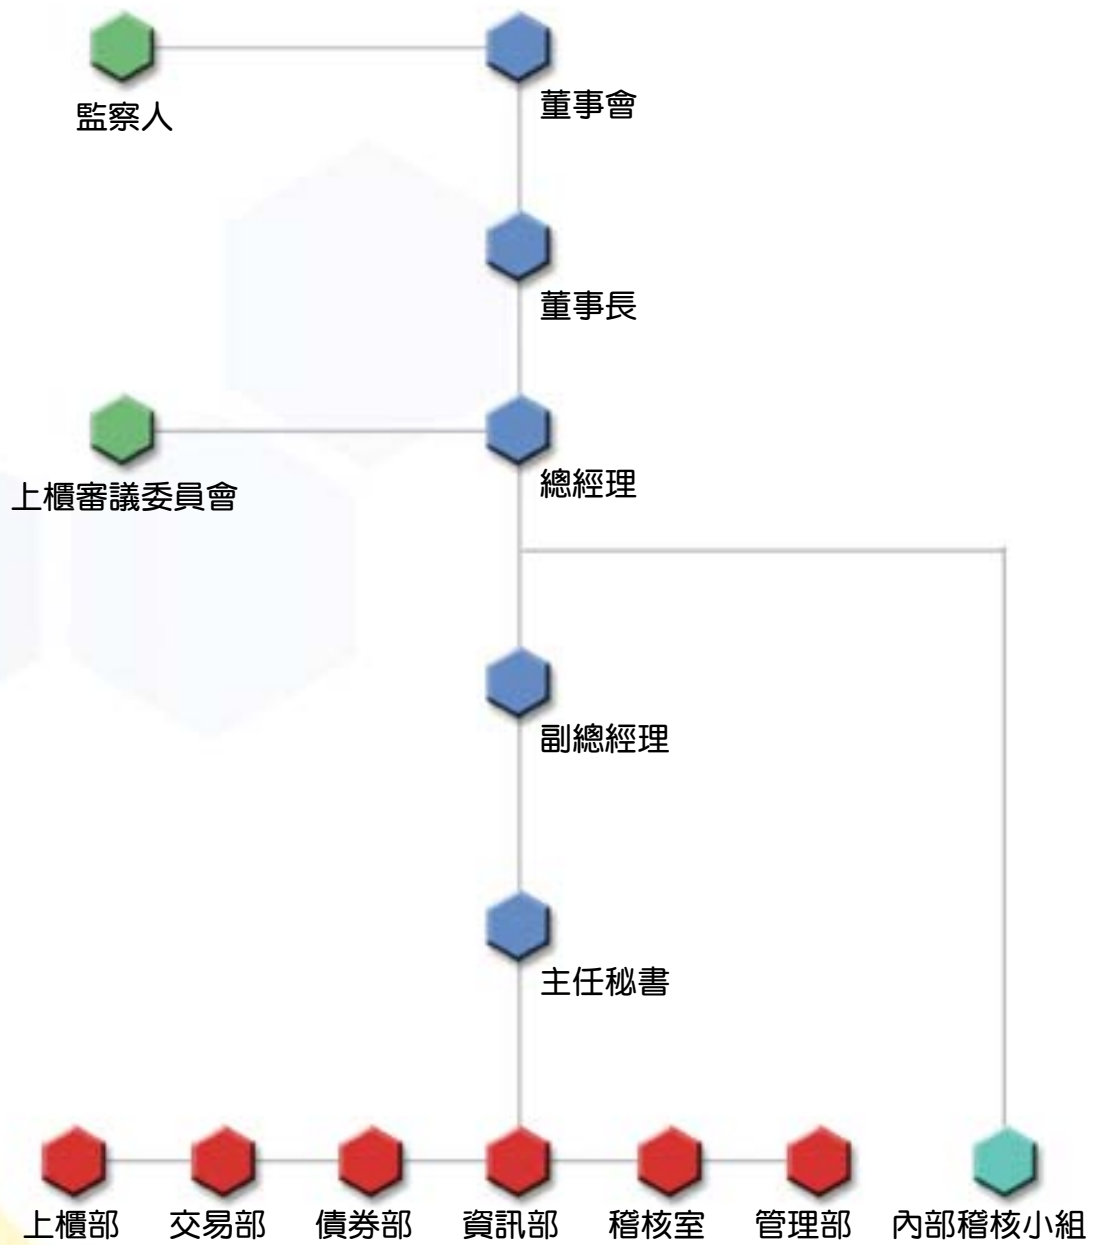 監察人
董事會
董事長
上櫃審議委員會
總經理
副總經理
主任秘書
上櫃部
交易部
債券部
資訊部
稽核室
管理部
內部稽核小組